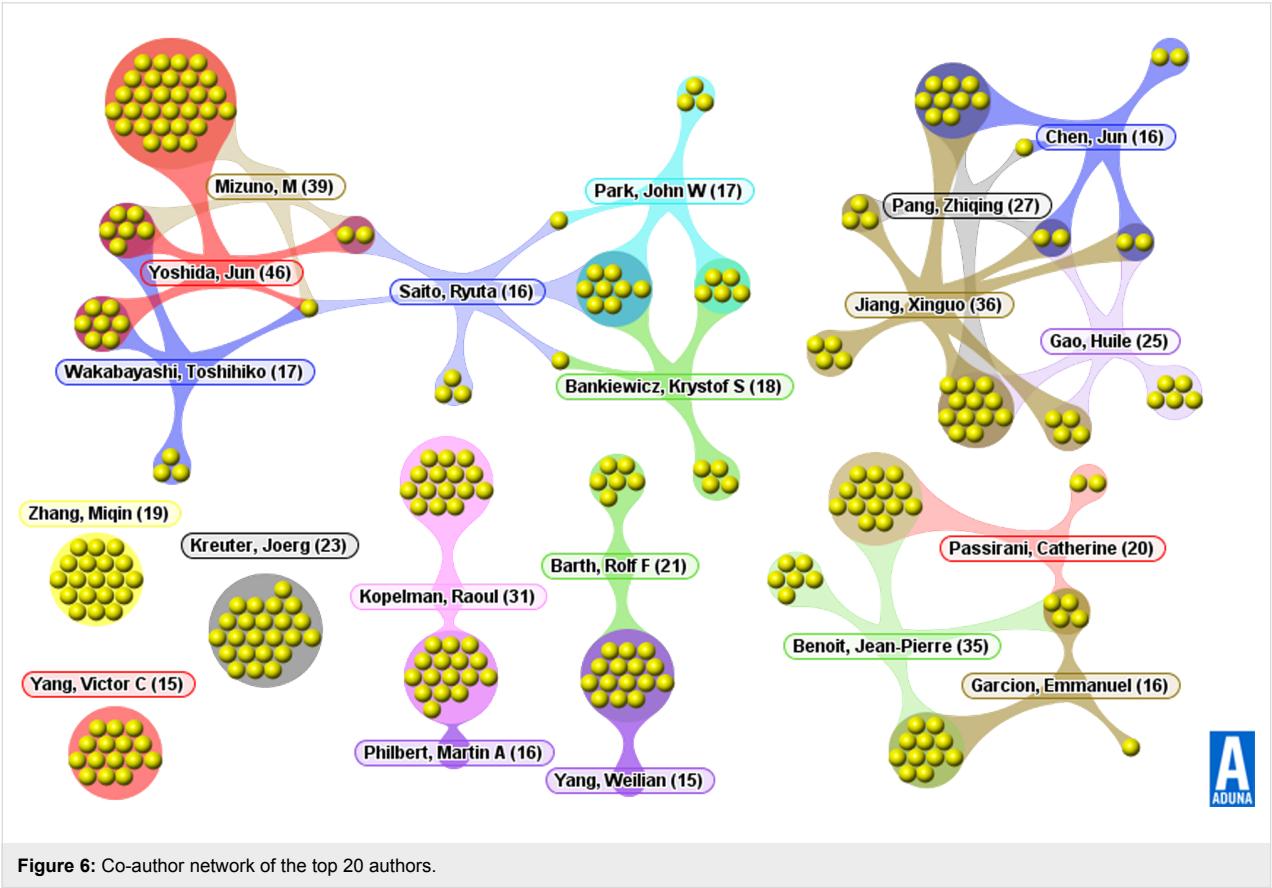 Mizuno, M (39)
Yoshida, Jun (46)
Wakabayashi, Toshihiko (17)
Park, John W (17)
Saito, Ryuta (16)
Bankiewicz, Krystof S (18)
Chen, Jun (16)
Pang, Zhiqing (27)
Jiang, Xinguo (36)
Gao, Huile (25)
Zhang, Miqin (19)
Kreuter, Joerg (23)
Yang, Victor C (15)
Kopelman, Raoul (31)
Philbert, Martin A (16)
Barth, Rolf F (21)
Yang, Weilian (15)
Passirani, Catherine (20)
Benoit, Jean-Pierre (35)
Garcion, Emmanuel (16)
A
ADUNA
Figure 6: Co-author network of the top 20 authors.